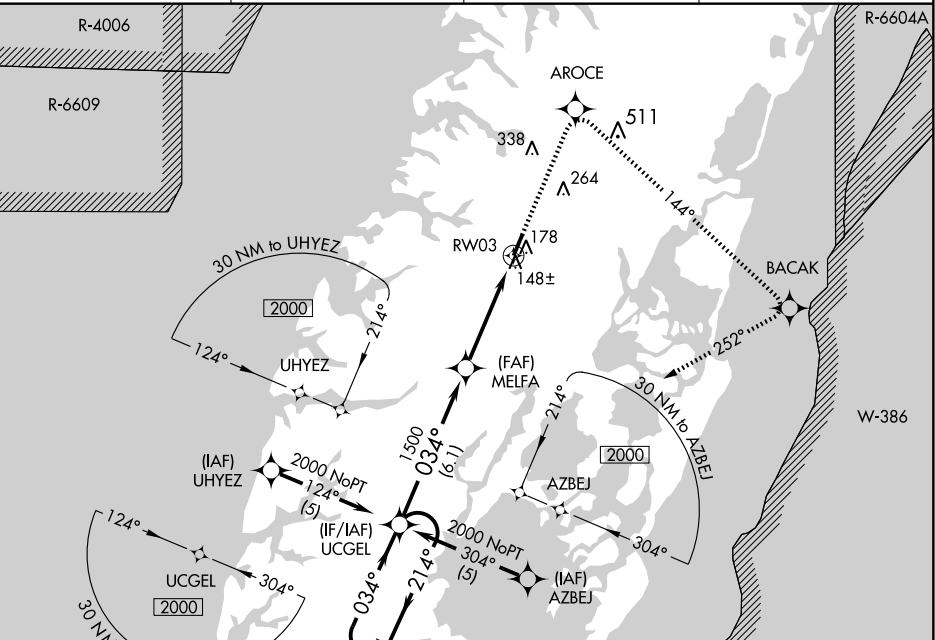 R-4006
R-6604A
R-6609
AROCE
511
338
264
144°
RW03
178
148±
BACAK
252°
30 NM to UHYEZ
2000
124°
214°
UHYEZ
(FAF)
MELFA
1500
034°
(6.1)
214°
30 NM to AZBEJ
2000
AZBEJ
304°
W-386
(IAF)
UHYEZ
2000 NoPT
124°
(5)
(IF/IAF)
UCGEL
2000 NoPT
304°
(5)
(IAF)
AZBEJ
034°
214°
124°
UCGEL
304°
2000
30 NM